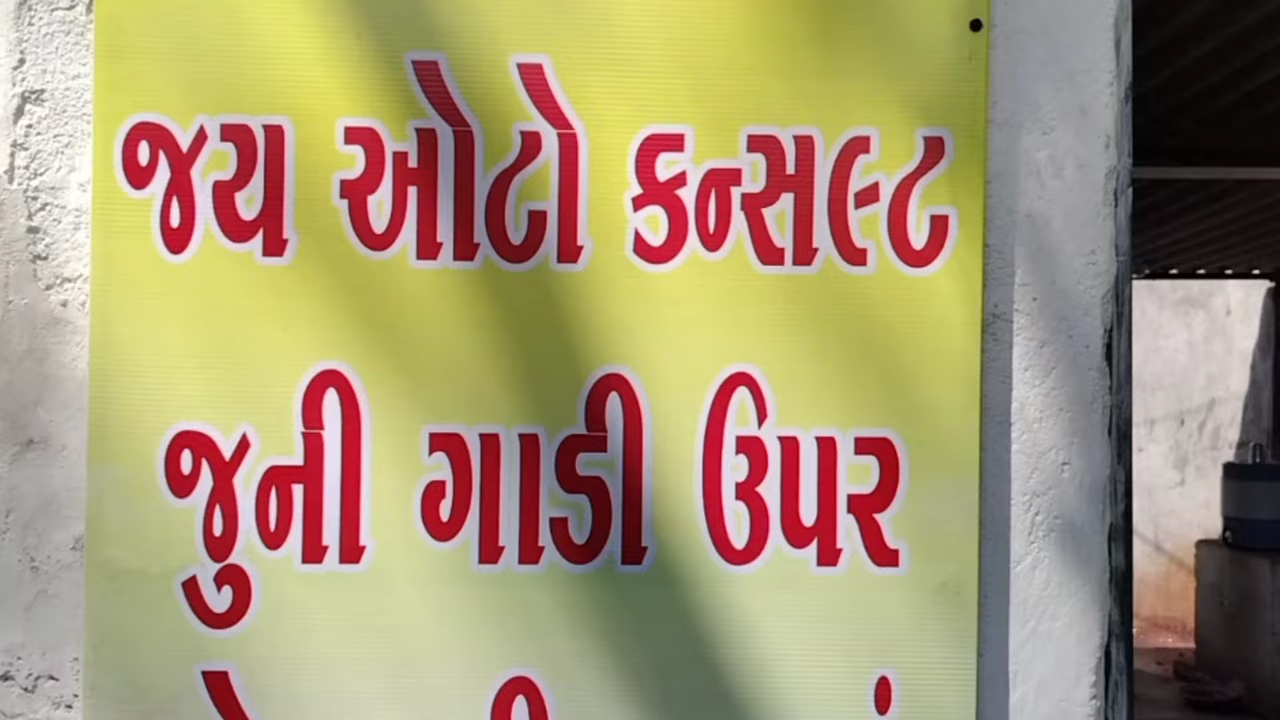 જય ઓટો કન્સલ્ટ
જુની ગાડી ઉપર